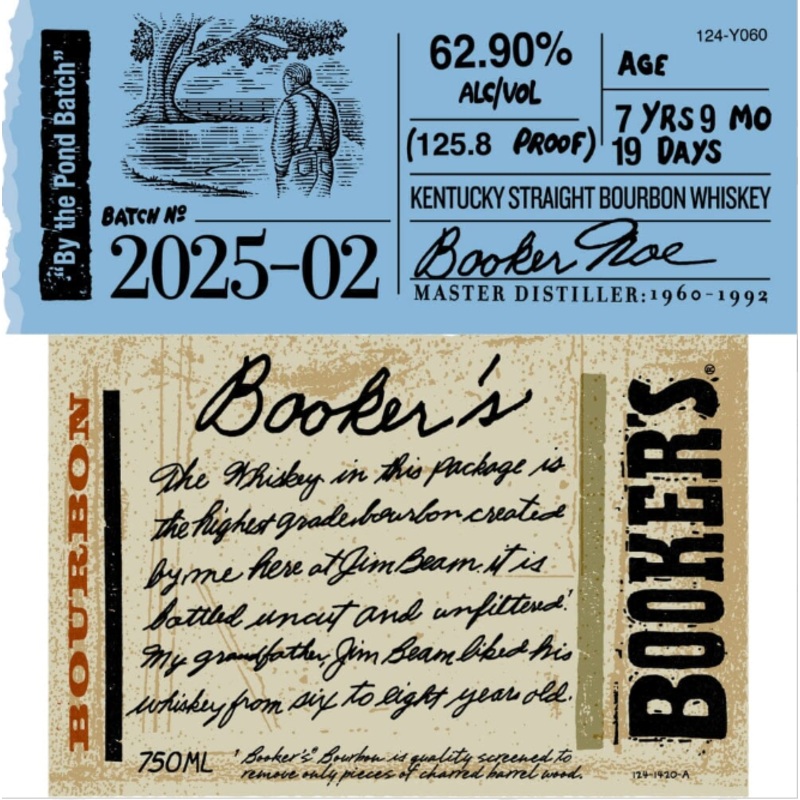 "By the Pond Batch"
BATCH Nº
2025-02
62.90%
ALC/VOL
(125.8 PROOF)
124-Y060
AGE
7 YRS 9 MO
19 DAYS
KENTUCKY STRAIGHT BOURBON WHISKEY
Booker Noe
MASTER DISTILLER: 1960-1992
BOURBON
Booker's
The Whiskey in this package is
the highest grade bourbon created
by me here at Jim Beam. it is
bottled uncut and unfiltered.¹
My grandfather, Jim Beam liked his
whiskey from six to eight years old.
750ML
¹ Booker's® Bourbon is quality screened to
remove only pieces of charred barrel wood.
BOOKER'S®
124-1420-A